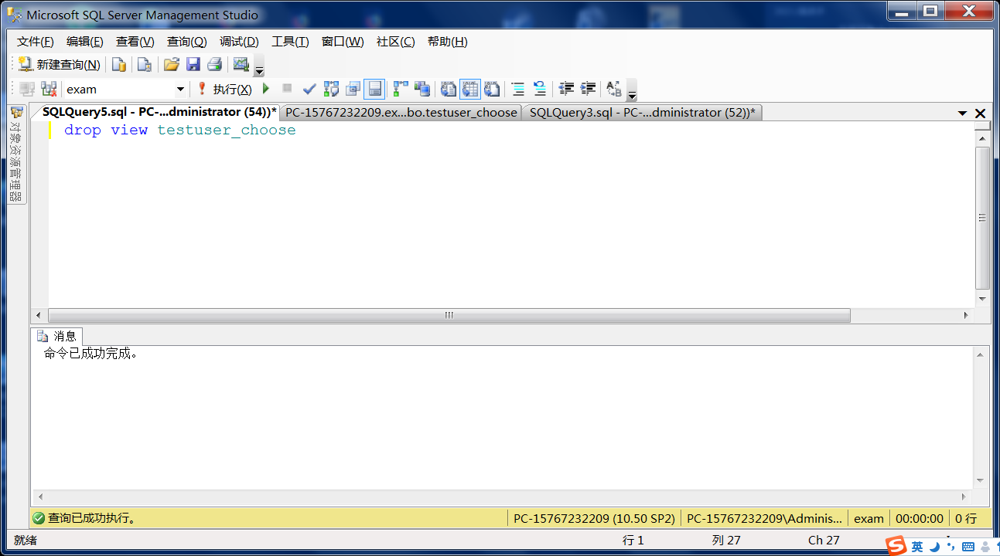 Microsoft SQL Server Management Studio
文件(F) 编辑(E) 查看(V) 查询(Q) 调试(D) 工具(T) 窗口(W) 社区(C) 帮助(H)
新建查询(N)
exam 执行(X)
SQLQuery5.sql - PC-...dministrator (54))* PC-15767232209.ex...bo.testuser_choose SQLQuery3.sql - PC-...dministrator (52))*
对象资源管理器
drop view testuser_choose
消息
命令已成功完成。
查询已成功执行。 PC-15767232209 (10.50 SP2) PC-15767232209\Adminis... exam 00:00:00 0 行
就绪 行 1 列 27 Ch 27
S 英